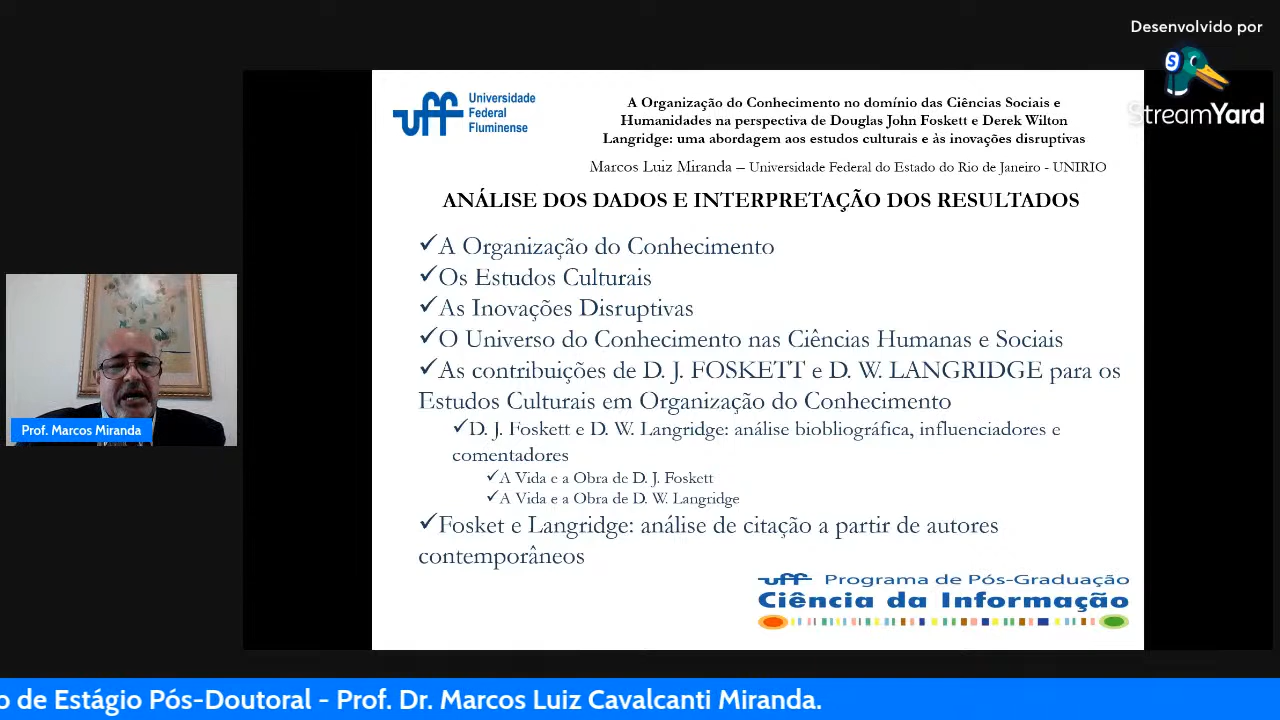 Desenvolvido por
StreamYard
uff Universidade
Federal
Fluminense
A Organização do Conhecimento no domínio das Ciências Sociais e
Humanidades na perspectiva de Douglas John Foskett e Derek Wilton
Langridge: uma abordagem aos estudos culturais e às inovações disruptivas
Marcos Luiz Miranda – Universidade Federal do Estado do Rio de Janeiro - UNIRIO
ANÁLISE DOS DADOS E INTERPRETAÇÃO DOS RESULTADOS
✓A Organização do Conhecimento
✓Os Estudos Culturais
✓As Inovações Disruptivas
✓O Universo do Conhecimento nas Ciências Humanas e Sociais
✓As contribuições de D. J. FOSKETT e D. W. LANGRIDGE para os
Estudos Culturais em Organização do Conhecimento
✓D. J. Foskett e D. W. Langridge: análise biobliográfica, influenciadores e
comentadores
✓A Vida e a Obra de D. J. Foskett
✓A Vida e a Obra de D. W. Langridge
✓Fosket e Langridge: análise de citação a partir de autores
contemporâneos
uff Programa de Pós-Graduação
Ciência da Informação
Prof. Marcos Miranda
o de Estágio Pós-Doutoral - Prof. Dr. Marcos Luiz Cavalcanti Miranda.